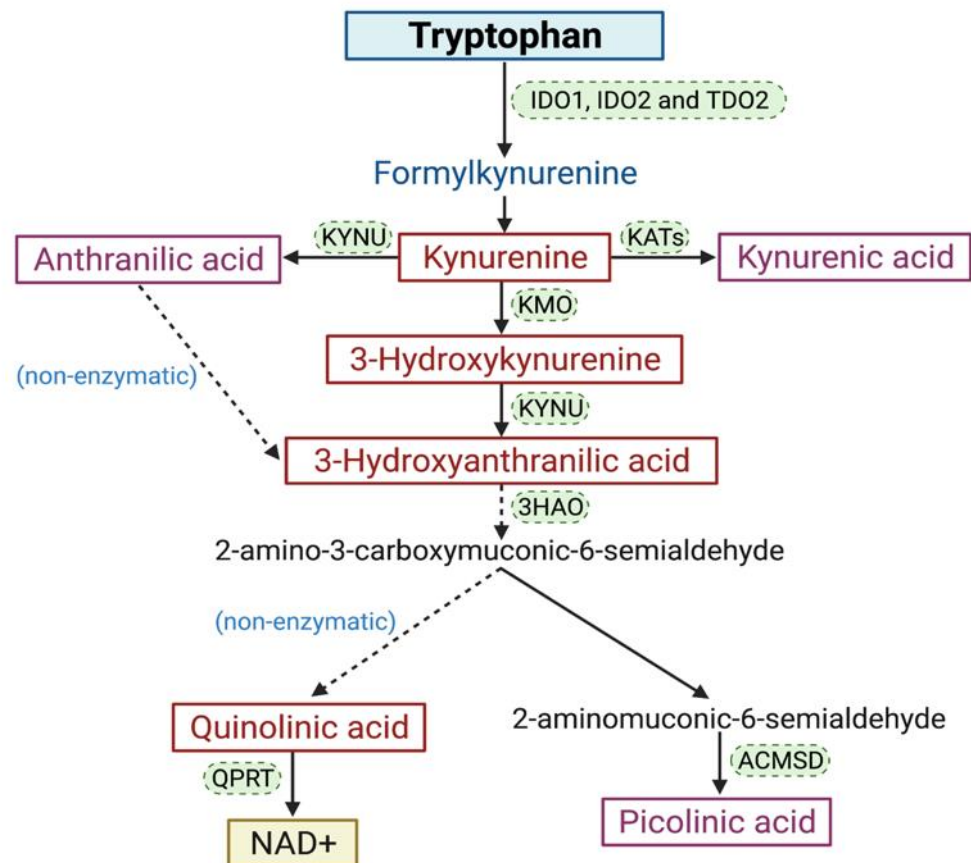 Tryptophan
IDO1, IDO2 and TDO2
Formylkynurenine
KYNU
KATs
Anthranilic acid
Kynurenine
Kynurenic acid
KMO
3-Hydroxykynurenine
(non-enzymatic)
KYNU
3-Hydroxyanthranilic acid
3HAO
2-amino-3-carboxymuconic-6-semialdehyde
(non-enzymatic)
Quinolinic acid
2-aminomuconic-6-semialdehyde
QPRT
ACMSD
NAD+
Picolinic acid